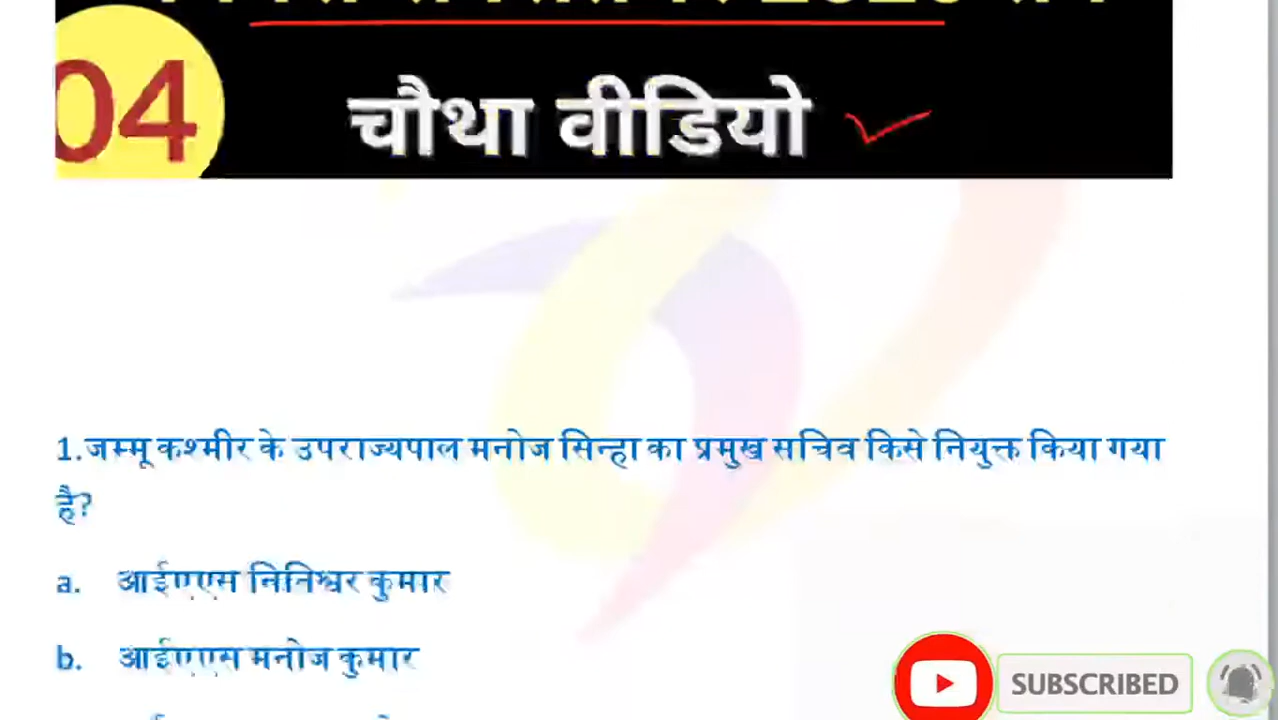 04
चौथा वीडियो
1.जम्मू कश्मीर के उपराज्यपाल मनोज सिन्हा का प्रमुख सचिव किसे नियुक्त किया गया
है?
a. आईएएस नितिश्वर कुमार
b. आईएएस मनोज कुमार
SUBSCRIBED